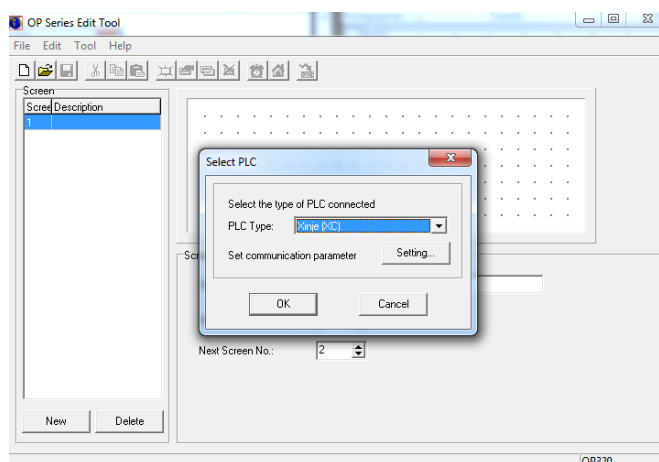 OP Series Edit Tool
File Edit Tool Help
Screen
Scree Description
1
Select PLC
Select the type of PLC connected
PLC Type: Xinje (XC)
Set communication parameter Setting...
OK Cancel
Next Screen No.: 2
New Delete
OP320